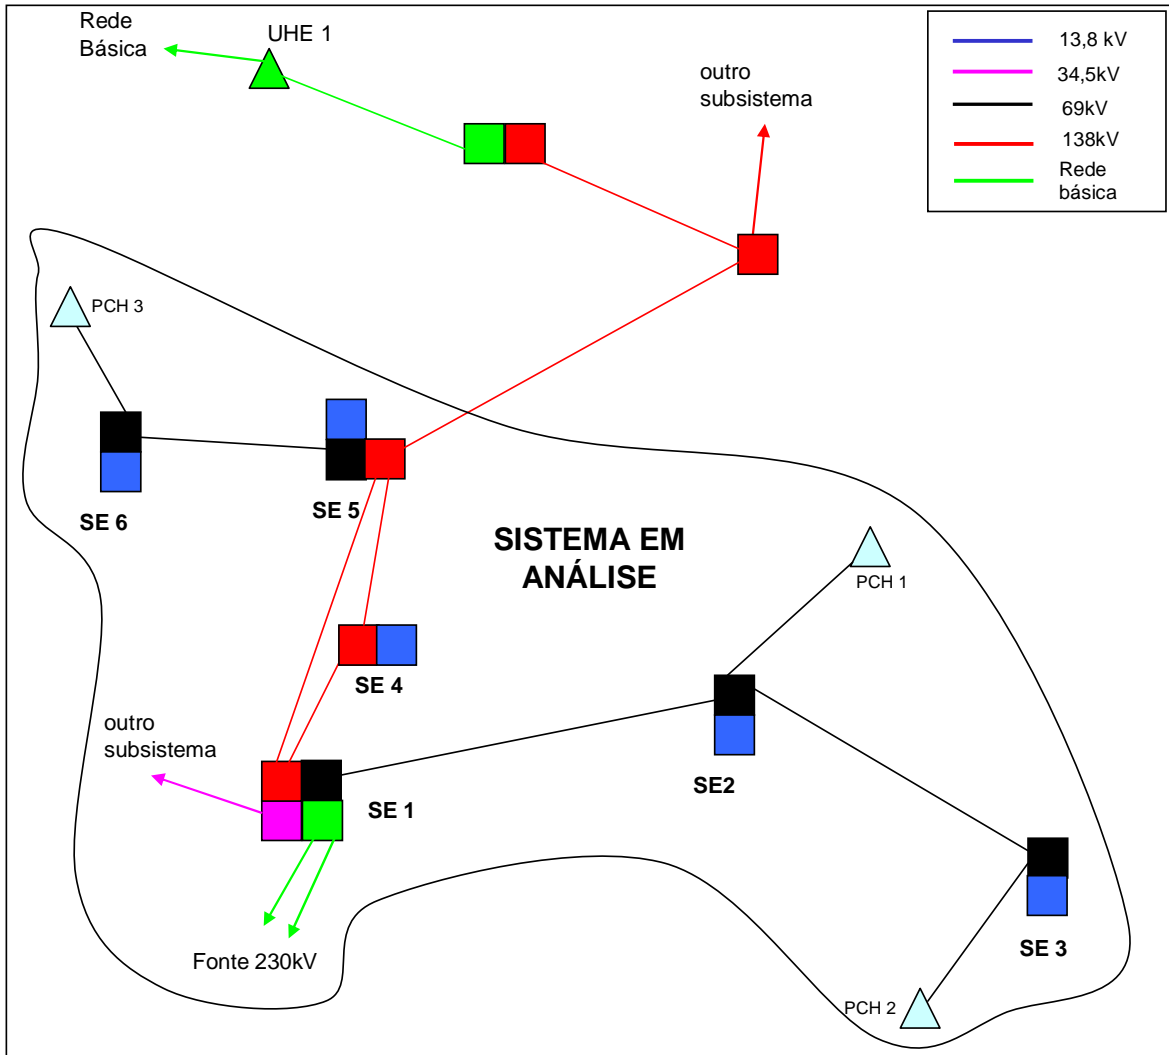 Rede
Básica
UHE 1
outro
subsistema
13,8 kV
34,5kV
69kV
138kV
Rede
básica
PCH 3
SE 6
SE 5
SISTEMA EM
ANÁLISE
PCH 1
SE 4
outro
subsistema
SE2
SE 1
SE 3
Fonte 230kV
PCH 2